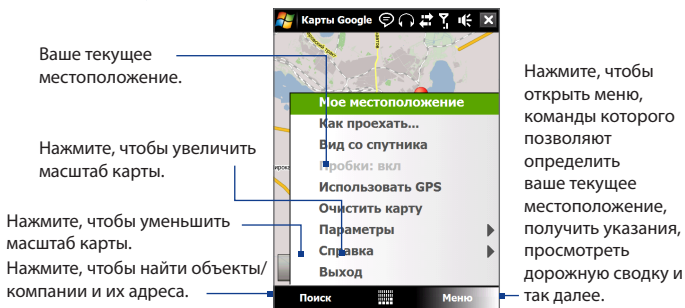 Карты Google
Ваше текущее
местоположение.
Нажмите, чтобы увеличить
масштаб карты.
Нажмите, чтобы уменьшить
масштаб карты.
Нажмите, чтобы найти объекты/
компании и их адреса.
Мое местоположение
Как проехать...
Вид со спутника
Пробки: вкл
Использовать GPS
Очистить карту
Параметры
Справка
Выход
Поиск
Меню
Нажмите, чтобы
открыть меню,
команды которого
позволяют
определить
ваше текущее
местоположение,
получить указания,
просмотреть
дорожную сводку и
так далее.